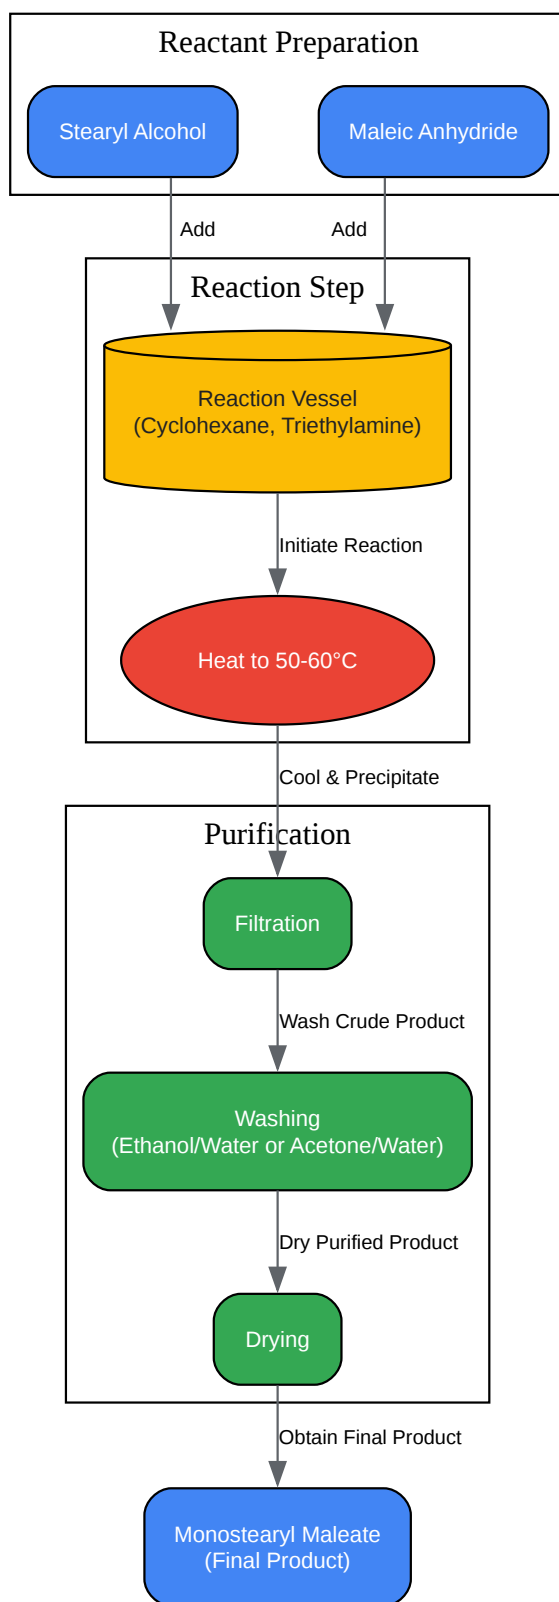 Reactant Preparation
Stearyl Alcohol
Maleic Anhydride
Add
Add
Reaction Step
Reaction Vessel
(Cyclohexane, Triethylamine)
Initiate Reaction
Heat to 50-60°C
Cool & Precipitate
Purification
Filtration
Wash Crude Product
Washing
(Ethanol/Water or Acetone/Water)
Dry Purified Product
Drying
Obtain Final Product
Monostearyl Maleate
(Final Product)